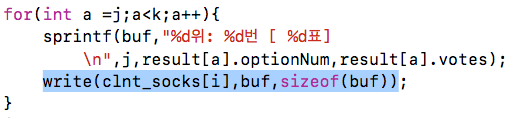 for(int a =j;a<k;a++){
sprintf(buf,"%d위: %d번 [ %d표]
\n",j,result[a].optionNum,result[a].votes);
write(clnt_socks[i],buf,sizeof(buf));
}